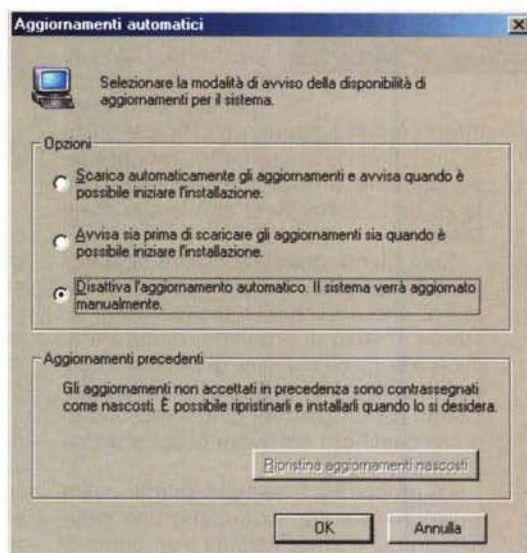 Aggiornamenti automatici
Selezionare la modalità di avviso della disponibilità di
aggiornamenti per il sistema.
Opzioni
Scarica automaticamente gli aggiornamenti e avvisa quando è
possibile iniziare l'installazione.
Avvisa sia prima di scaricare gli aggiornamenti sia quando è
possibile iniziare l'installazione.
Disattiva l'aggiornamento automatico. Il sistema verrà aggiornato
manualmente.
Aggiornamenti precedenti
Gli aggiornamenti non accettati in precedenza sono contrassegnati
come nascosti. È possibile ripristinarli e installarli quando lo si desidera.
Ripristina aggiornamenti nascosti
OK
Annulla